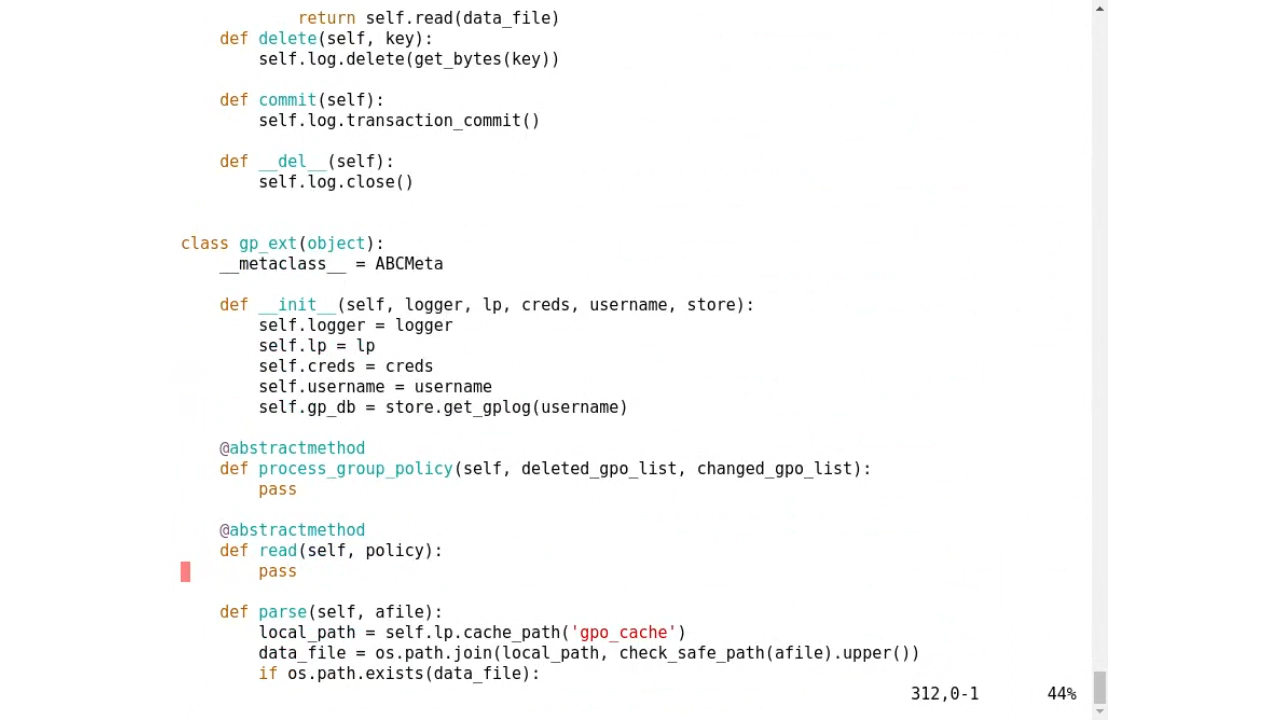 return self.read(data_file)
    def delete(self, key):
        self.log.delete(get_bytes(key))

    def commit(self):
        self.log.transaction_commit()

    def __del__(self):
        self.log.close()


class gp_ext(object):
    __metaclass__ = ABCMeta

    def __init__(self, logger, lp, creds, username, store):
        self.logger = logger
        self.lp = lp
        self.creds = creds
        self.username = username
        self.gp_db = store.get_gplog(username)

    @abstractmethod
    def process_group_policy(self, deleted_gpo_list, changed_gpo_list):
        pass

    @abstractmethod
    def read(self, policy):
        pass

    def parse(self, afile):
        local_path = self.lp.cache_path('gpo_cache')
        data_file = os.path.join(local_path, check_safe_path(afile).upper())
        if os.path.exists(data_file):
312,0-1 44%